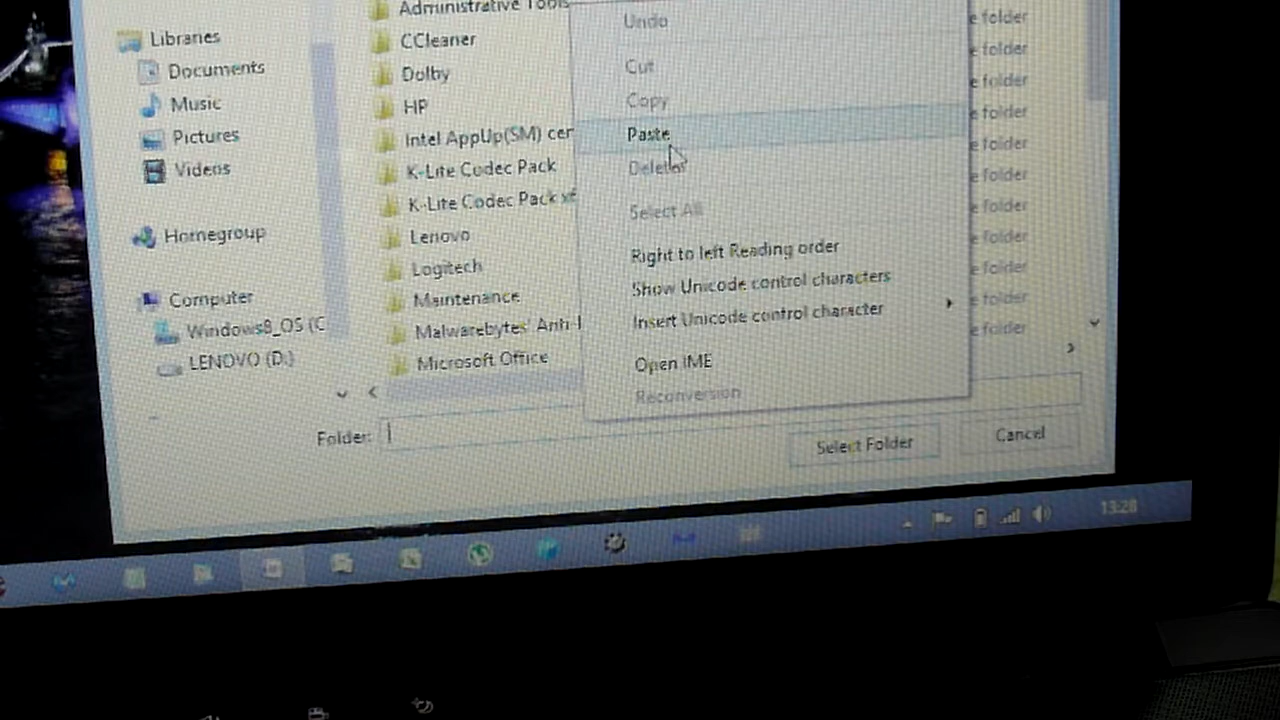 Libraries
Documents
Music
Pictures
Videos
Homegroup
Computer
Windows8_OS (C
LENOVO (D:)
Administrative Tools
CCleaner
Dolby
HP
Intel AppUp(SM) cer
K-Lite Codec Pack
K-Lite Codec Pack x6
Lenovo
Logitech
Maintenance
Malwarebytes' Anti-
Microsoft Office
Undo
Cut
Copy
Paste
Delete
Select All
Right to left Reading order
Show Unicode control characters
Insert Unicode control character
Open IME
Reconversion
e folder
e folder
e folder
e folder
e folder
e folder
e folder
e folder
e folder
e folder
e folder
Folder:
Select Folder
Cancel
13:28